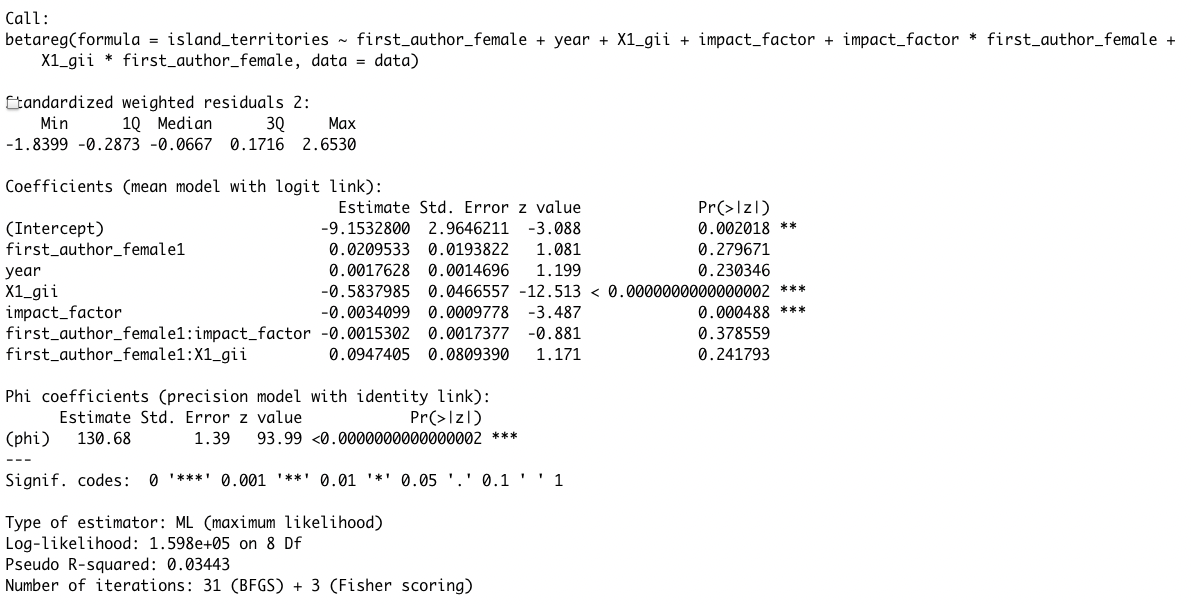 Call:
betareg(formula = island_territories ~ first_author_female + year + X1_gii + impact_factor + impact_factor * first_author_female +
    X1_gii * first_author_female, data = data)

Standardized weighted residuals 2:
    Min      1Q  Median      3Q     Max
-1.8399 -0.2873 -0.0667  0.1716  2.6530

Coefficients (mean model with logit link):
                                    Estimate Std. Error z value             Pr(>|z|)
(Intercept)                       -9.1532800  2.9646211  -3.088             0.002018 **
first_author_female1               0.0209533  0.0193822   1.081             0.279671
year                               0.0017628  0.0014696   1.199             0.230346
X1_gii                            -0.5837985  0.0466557 -12.513 < 0.0000000000000002 ***
impact_factor                     -0.0034099  0.0009778  -3.487             0.000488 ***
first_author_female1:impact_factor -0.0015302  0.0017377  -0.881             0.378559
first_author_female1:X1_gii        0.0947405  0.0809390   1.171             0.241793

Phi coefficients (precision model with identity link):
      Estimate Std. Error z value            Pr(>|z|)
(phi)   130.68       1.39   93.99 <0.0000000000000002 ***
---
Signif. codes:  0 '***' 0.001 '**' 0.01 '*' 0.05 '.' 0.1 ' ' 1

Type of estimator: ML (maximum likelihood)
Log-likelihood: 1.598e+05 on 8 Df
Pseudo R-squared: 0.03443
Number of iterations: 31 (BFGS) + 3 (Fisher scoring)